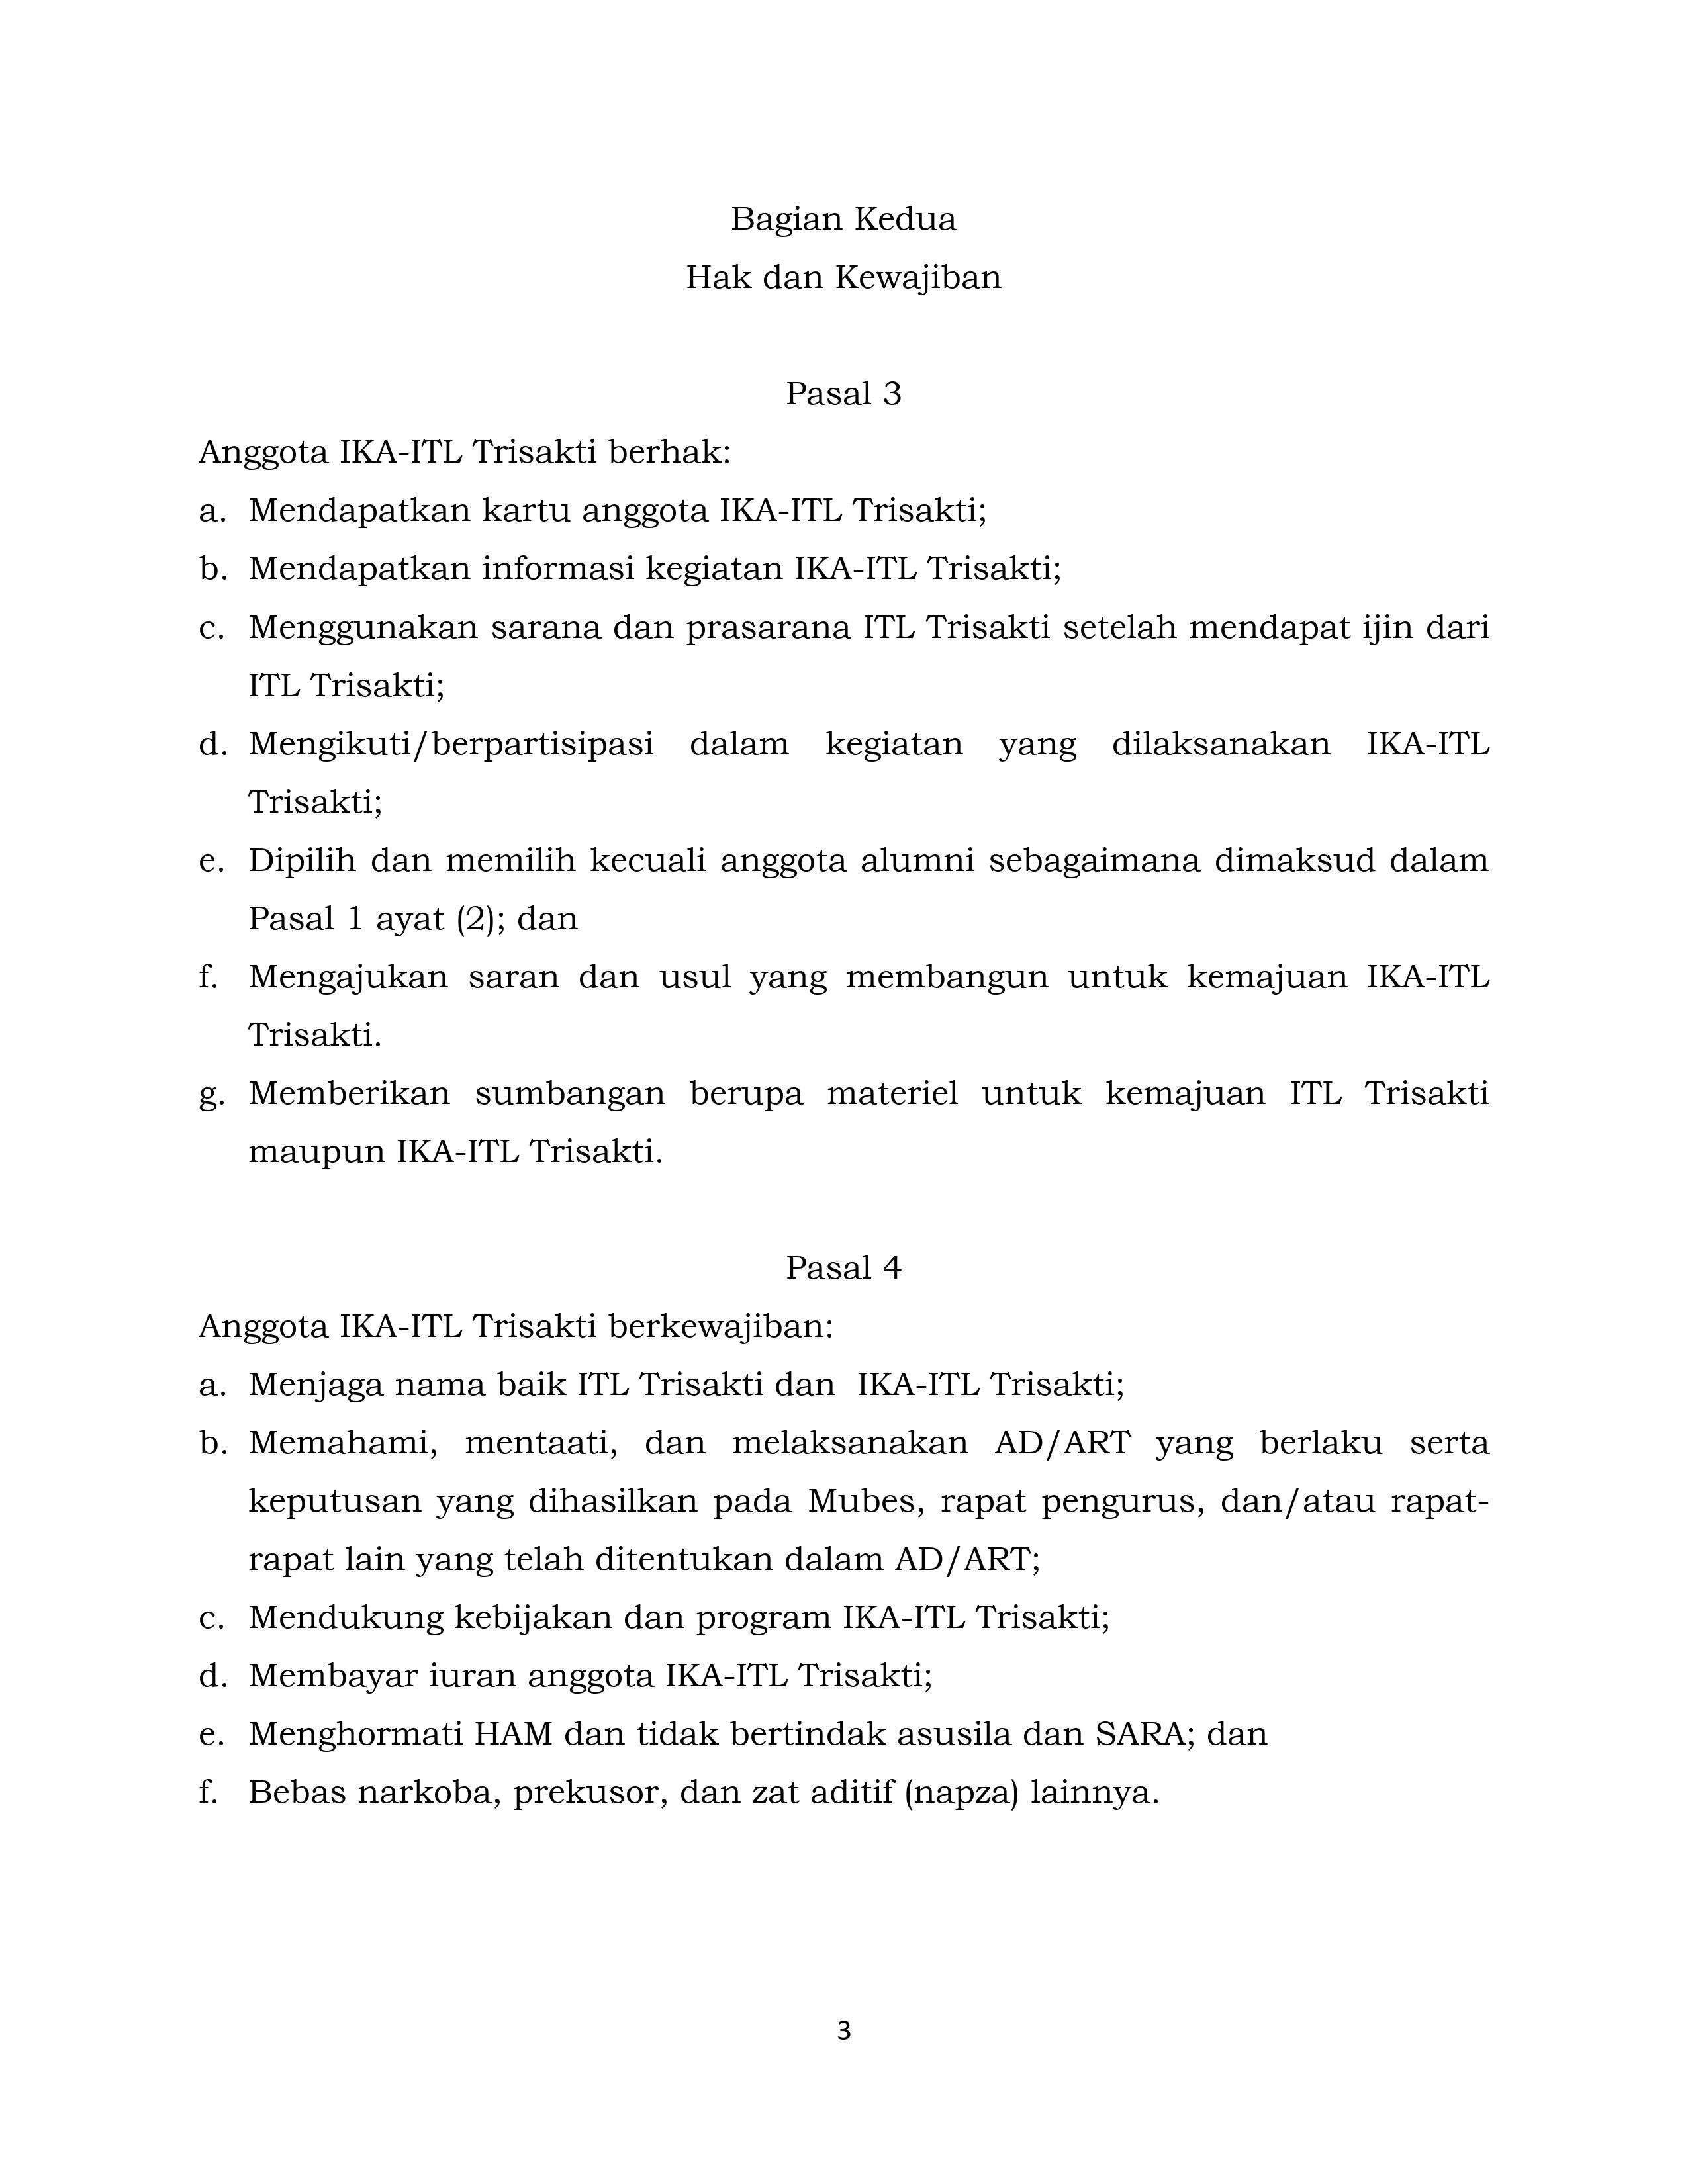 Bagian Kedua
Hak dan Kewajiban
Pasal 3
Anggota IKA-ITL Trisakti berhak:
a. Mendapatkan kartu anggota IKA-ITL Trisakti;
b. Mendapatkan informasi kegiatan IKA-ITL Trisakti;
c. Menggunakan sarana dan prasarana ITL Trisakti setelah mendapat ijin dari
ITL Trisakti;
d. Mengikuti/berpartisipasi dalam kegiatan yang dilaksanakan IKA-ITL
Trisakti;
e. Dipilih dan memilih kecuali anggota alumni sebagaimana dimaksud dalam
Pasal 1 ayat (2); dan
f. Mengajukan saran dan usul yang membangun untuk kemajuan IKA-ITL
Trisakti.
g. Memberikan sumbangan berupa materiel untuk kemajuan ITL Trisakti
maupun IKA-ITL Trisakti.
Pasal 4
Anggota IKA-ITL Trisakti berkewajiban:
a. Menjaga nama baik ITL Trisakti dan  IKA-ITL Trisakti;
b. Memahami, mentaati, dan melaksanakan AD/ART yang berlaku serta
keputusan yang dihasilkan pada Mubes, rapat pengurus, dan/atau rapat-
rapat lain yang telah ditentukan dalam AD/ART;
c. Mendukung kebijakan dan program IKA-ITL Trisakti;
d. Membayar iuran anggota IKA-ITL Trisakti;
e. Menghormati HAM dan tidak bertindak asusila dan SARA; dan
f. Bebas narkoba, prekusor, dan zat aditif (napza) lainnya.
3